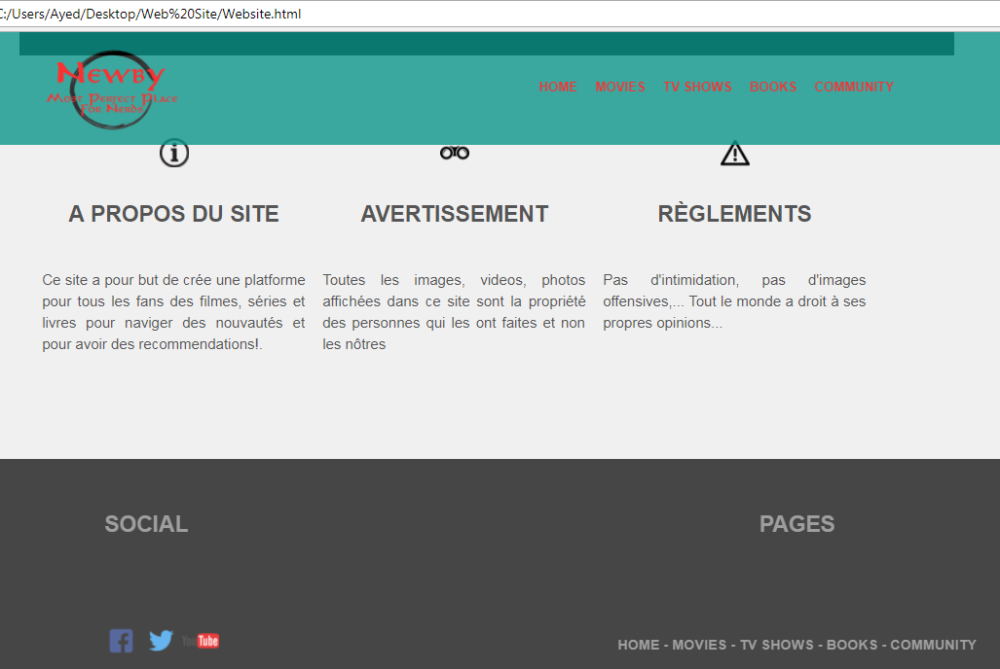 C:/Users/Ayed/Desktop/Web%20Site/Website.html
Newby
Most Perfect Place
For Nerds
HOME MOVIES TV SHOWS BOOKS COMMUNITY
A PROPOS DU SITE
Ce site a pour but de crée une platforme
pour tous les fans des filmes, séries et
livres pour naviger des nouvautés et
pour avoir des recommendations!.
AVERTISSEMENT
Toutes les images, videos, photos
affichées dans ce site sont la propriété
des personnes qui les ont faites et non
les nôtres
RÈGLEMENTS
Pas d'intimidation, pas d'images
offensives,... Tout le monde a droit à ses
propres opinions...
SOCIAL
PAGES
YouTube
HOME - MOVIES - TV SHOWS - BOOKS - COMMUNITY